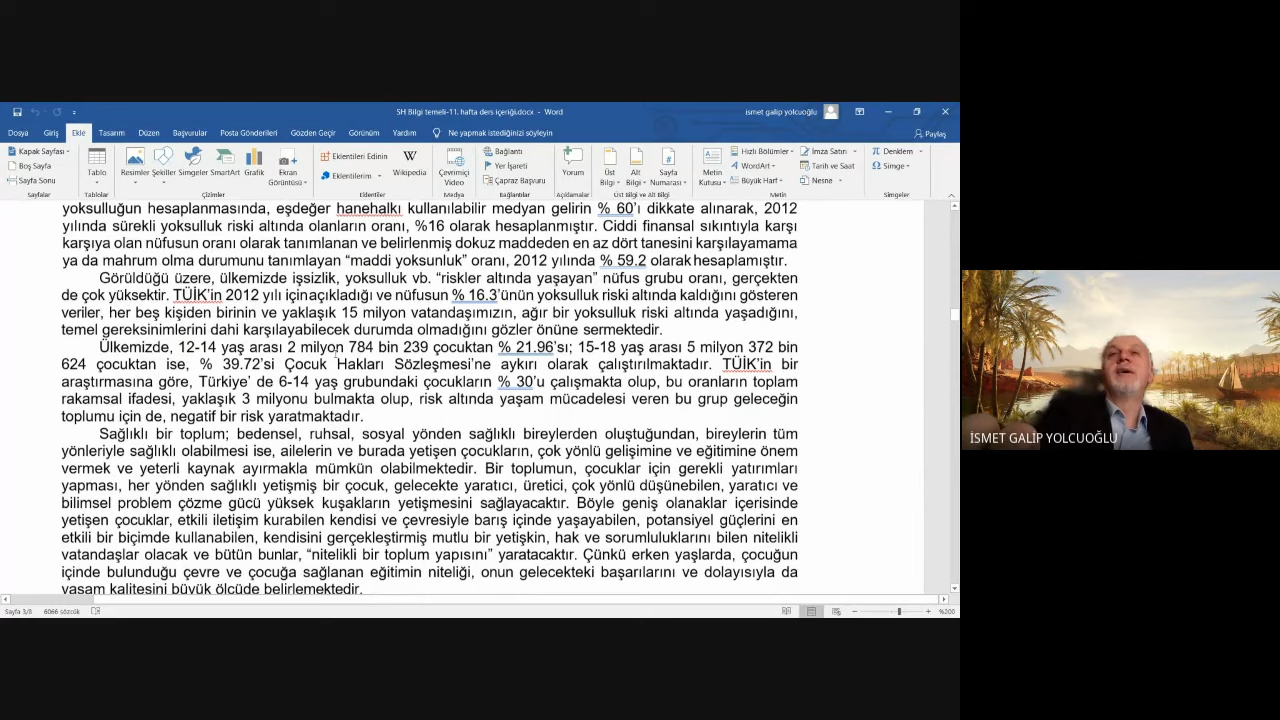 SH Bilgi temeli-11. hafta ders içeriği.docx - Word
ismet galip yolcuoğlu
Dosya Giriş Ekle Tasarım Düzen Başvurular Posta Gönderileri Gözden Geçir Görünüm Yardım Ne yapmak istediğinizi söyleyin Paylaş
Kapak Sayfası
Boş Sayfa
Sayfa Sonu
Sayfalar
Tablo
Tablolar
Resimler Şekiller Simgeler SmartArt Grafik Ekran Görüntüsü
Çizimler
Eklentileri Edinin
Eklentilerim
Wikipedia
Eklentiler
Çevrimiçi Video
Medya
Bağlantı
Yer İşareti
Çapraz Başvuru
Bağlantılar
Yorum
Açıklamalar
Üst Bilgi Alt Bilgi Sayfa Numarası
Üst Bilgi ve Alt Bilgi
Metin Kutusu
Hızlı Bölümler
WordArt
Büyük Harf
İmza Satırı
Tarih ve Saat
Nesne
Metin
Denklem
Simge
Simgeler
yoksulluğun hesaplanmasında, eşdeğer hanehalkı kullanılabilir medyan gelirin % 60’ı dikkate alınarak, 2012
yılında sürekli yoksulluk riski altında olanların oranı, %16 olarak hesaplanmıştır. Ciddi finansal sıkıntıyla karşı
karşıya olan nüfusun oranı olarak tanımlanan ve belirlenmiş dokuz maddeden en az dört tanesini karşılayamama
ya da mahrum olma durumunu tanımlayan “maddi yoksunluk” oranı, 2012 yılında % 59.2 olarak hesaplamıştır.
Görüldüğü üzere, ülkemizde işsizlik, yoksulluk vb. “riskler altında yaşayan” nüfus grubu oranı, gerçekten
de çok yüksektir. TÜİK’in 2012 yılı içinaçıkladığı ve nüfusun % 16.3’ünün yoksulluk riski altında kaldığını gösteren
veriler, her beş kişiden birinin ve yaklaşık 15 milyon vatandaşımızın, ağır bir yoksulluk riski altında yaşadığını,
temel gereksinimlerini dahi karşılayabilecek durumda olmadığını gözler önüne sermektedir.
Ülkemizde, 12-14 yaş arası 2 milyon 784 bin 239 çocuktan % 21.96’sı; 15-18 yaş arası 5 milyon 372 bin
624 çocuktan ise, % 39.72’si Çocuk Hakları Sözleşmesi’ne aykırı olarak çalıştırılmaktadır. TÜİK’in bir
araştırmasına göre, Türkiye’ de 6-14 yaş grubundaki çocukların % 30’u çalışmakta olup, bu oranların toplam
rakamsal ifadesi, yaklaşık 3 milyonu bulmakta olup, risk altında yaşam mücadelesi veren bu grup geleceğin
toplumu için de, negatif bir risk yaratmaktadır.
Sağlıklı bir toplum; bedensel, ruhsal, sosyal yönden sağlıklı bireylerden oluştuğundan, bireylerin tüm
yönleriyle sağlıklı olabilmesi ise, ailelerin ve burada yetişen çocukların, çok yönlü gelişimine ve eğitimine önem
vermek ve yeterli kaynak ayırmakla mümkün olabilmektedir. Bir toplumun, çocuklar için gerekli yatırımları
yapması, her yönden sağlıklı yetişmiş bir çocuk, gelecekte yaratıcı, üretici, çok yönlü düşünebilen, yaratıcı ve
bilimsel problem çözme gücü yüksek kuşakların yetişmesini sağlayacaktır. Böyle geniş olanaklar içerisinde
yetişen çocuklar, etkili iletişim kurabilen kendisi ve çevresiyle barış içinde yaşayabilen, potansiyel güçlerini en
etkili bir biçimde kullanabilen, kendisini gerçekleştirmiş mutlu bir yetişkin, hak ve sorumluluklarını bilen nitelikli
vatandaşlar olacak ve bütün bunlar, “nitelikli bir toplum yapısını” yaratacaktır. Çünkü erken yaşlarda, çocuğun
içinde bulunduğu çevre ve çocuğa sağlanan eğitimin niteliği, onun gelecekteki başarılarını ve dolayısıyla da
yaşam kalitesini büyük ölçüde belirlemektedir.
Sayfa 3/8 6066 sözcük %200
İSMET GALİP YOLCUOĞLU